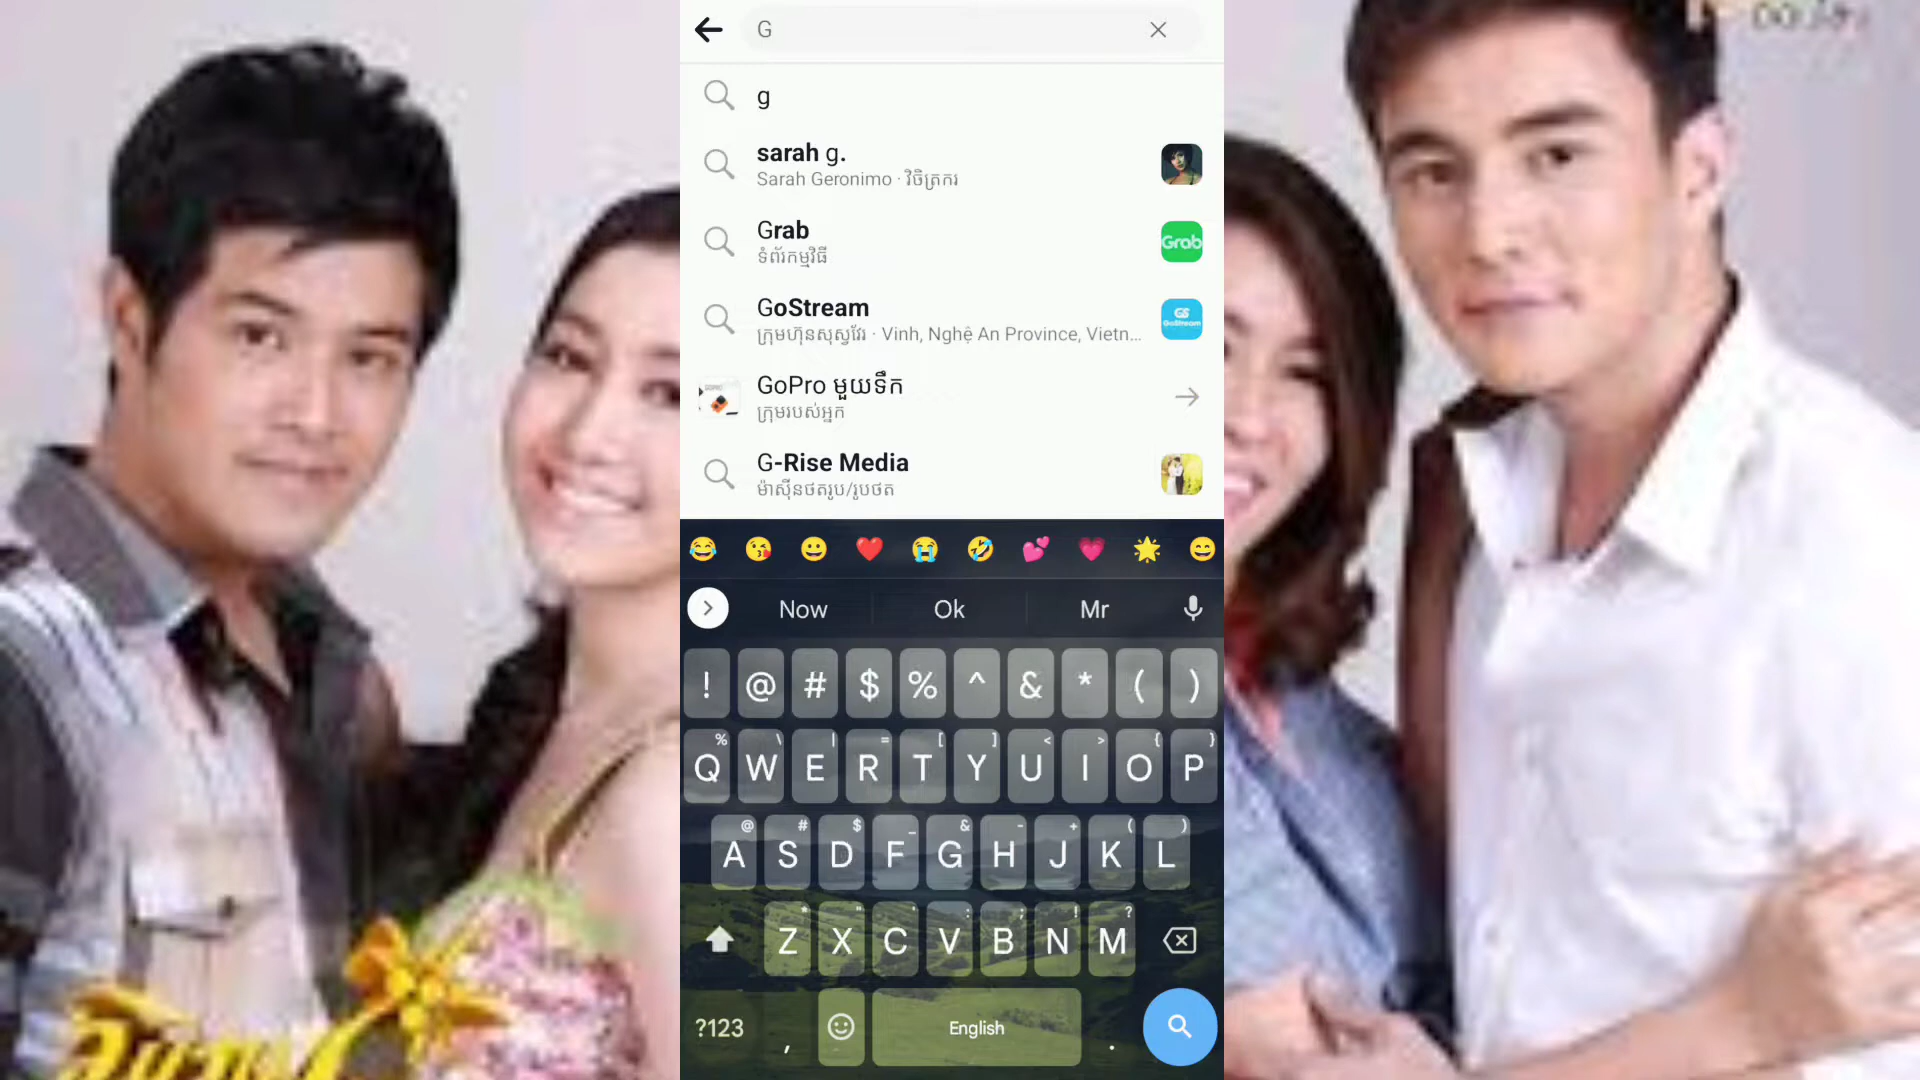 G
g
sarah g.
Sarah Geronimo · វិចិត្រករ
Grab
ទំព័រកម្មវិធី
Grab
GoStream
ក្រុមហ៊ុនសុស្វវែរ · Vinh, Nghệ An Province, Vietn...
GS
GoStream
GoPro មួយទឹក
ក្រុមរបស់អ្នក
G-Rise Media
ម៉ាស៊ីនថតរូប/រូបថត
Now Ok Mr
! @ # $ % ^ & * ( )
% \ | = [ ] < > { }
Q W E R T Y U I O P
@ # $ _ & - + ( )
A S D F G H J K L
* " ' : ; ! ?
Z X C V B N M
?123 , English .